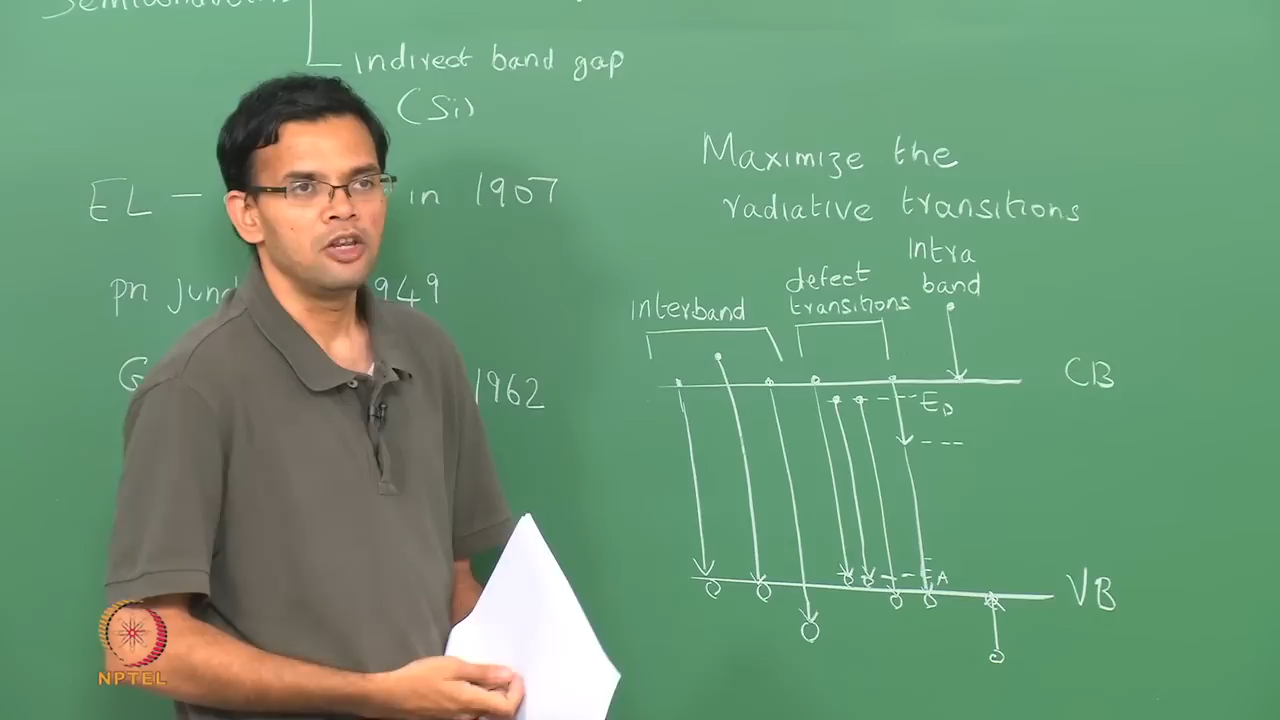 indirect band gap
(Si)
EL — in 1907
pn 1949
G 1962
Maximize the
radiative transitions
interband
defect
transitions
intra
band
CB
ED
EA
VB
NPTEL